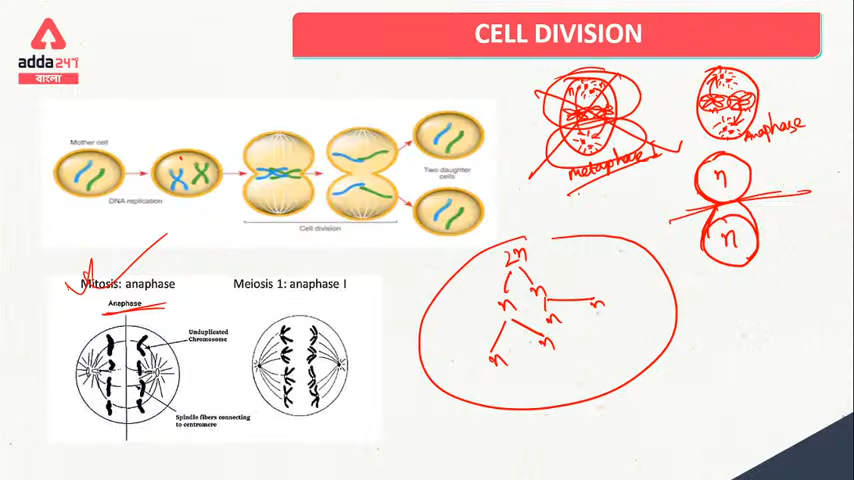 CELL DIVISION
adda247
বাংলা
Mother cell
DNA replication
Cell division
Two daughter
cells
metaphase I
Anaphase
n
n
2n
n n
n n
n n
Mitosis: anaphase
Meiosis 1: anaphase I
Anaphase
Unduplicated
Chromosome
Spindle fibers connecting
to centromere